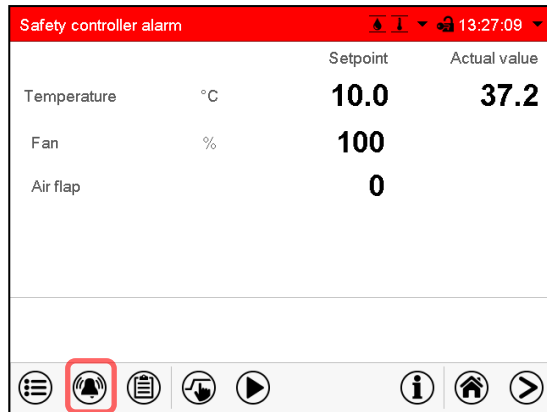 Safety controller alarm 13:27:09
Setpoint Actual value
Temperature °C 10.0 37.2
Fan % 100
Air flap 0